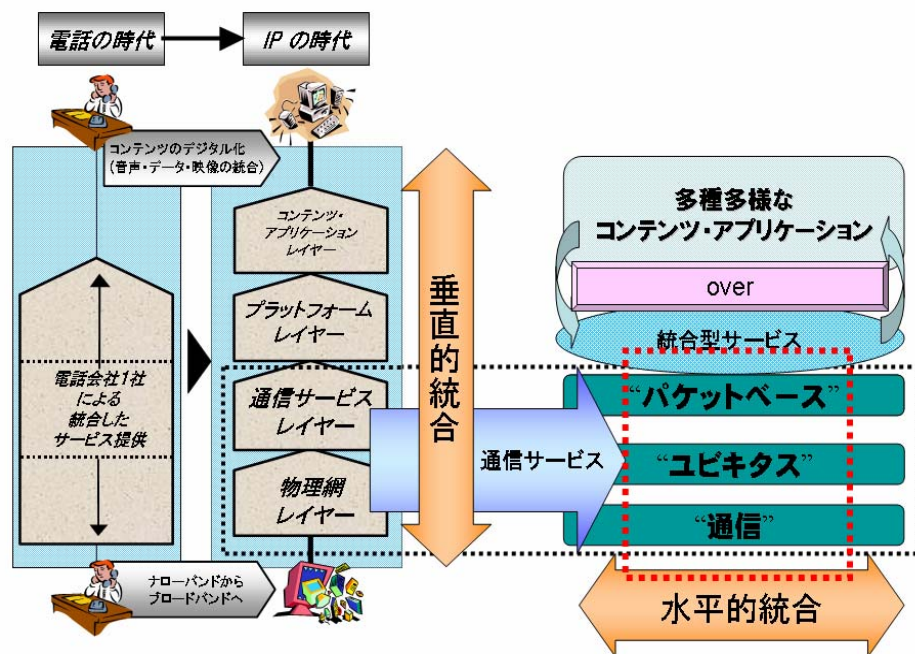 電話の時代
IP の時代
コンテンツのデジタル化
(音声・データ・映像の統合)
コンテンツ・
アプリケーション
レイヤー
プラットフォーム
レイヤー
電話会社1社
による
統合した
サービス提供
通信サービス
レイヤー
物理網
レイヤー
ナローバンドから
ブロードバンドへ
垂直的統合
多種多様な
コンテンツ・アプリケーション
over
統合型サービス
通信サービス
“パケットベース”
“ユビキタス”
“通信”
水平的統合